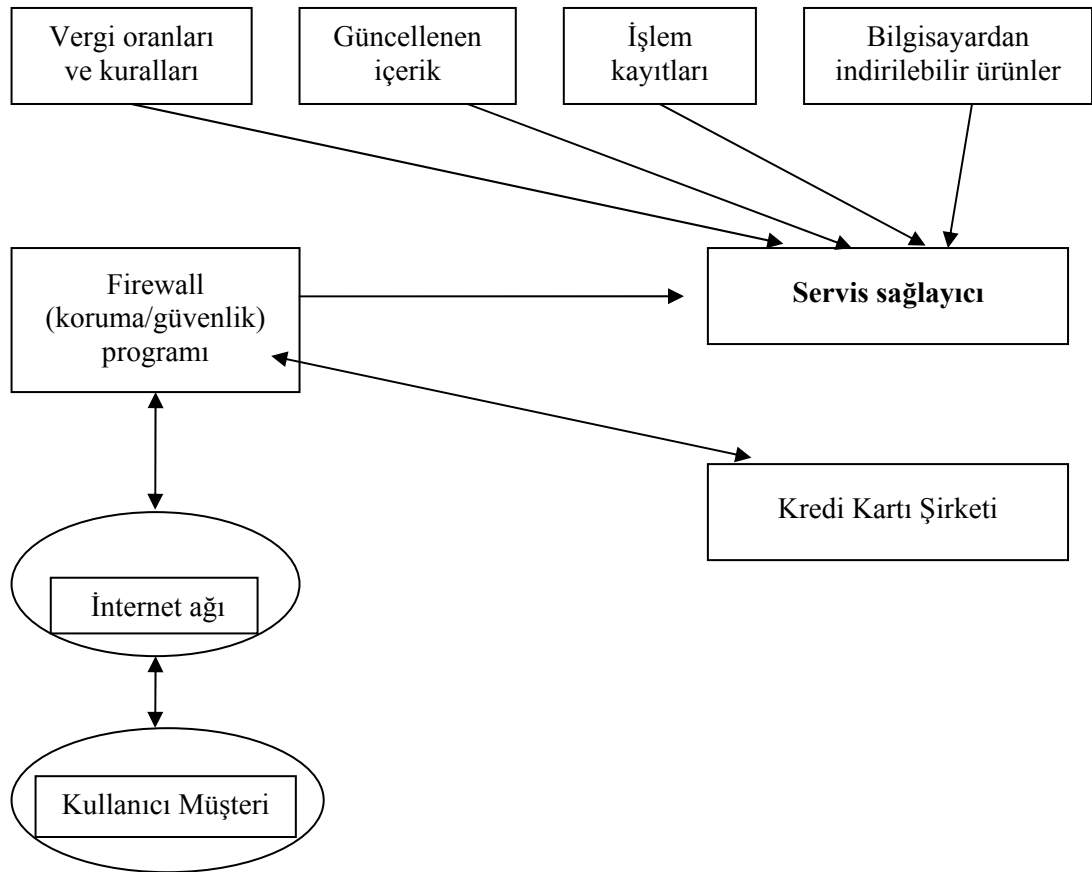 Vergi oranları
ve kuralları
Güncellenen
içerik
İşlem
kayıtları
Bilgisayardan
indirilebilir ürünler
Firewall
(koruma/güvenlik)
programı
Servis sağlayıcı
Kredi Kartı Şirketi
İnternet ağı
Kullanıcı Müşteri